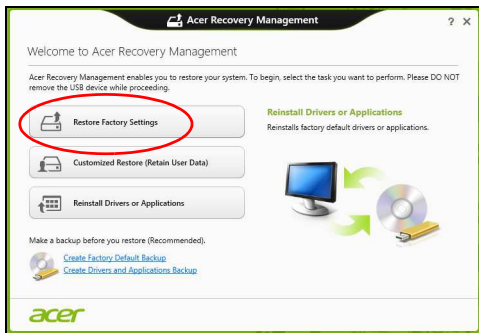 Acer Recovery Management
? X
Welcome to Acer Recovery Management
Acer Recovery Management enables you to restore your system. To begin, select the task you want to perform. Please DO NOT
remove the USB device while proceeding.
Restore Factory Settings
Customized Restore (Retain User Data)
Reinstall Drivers or Applications
Reinstall Drivers or Applications
Reinstalls factory default drivers or applications.
Make a backup before you restore (Recommended).
Create Factory Default Backup
Create Drivers and Applications Backup
acer